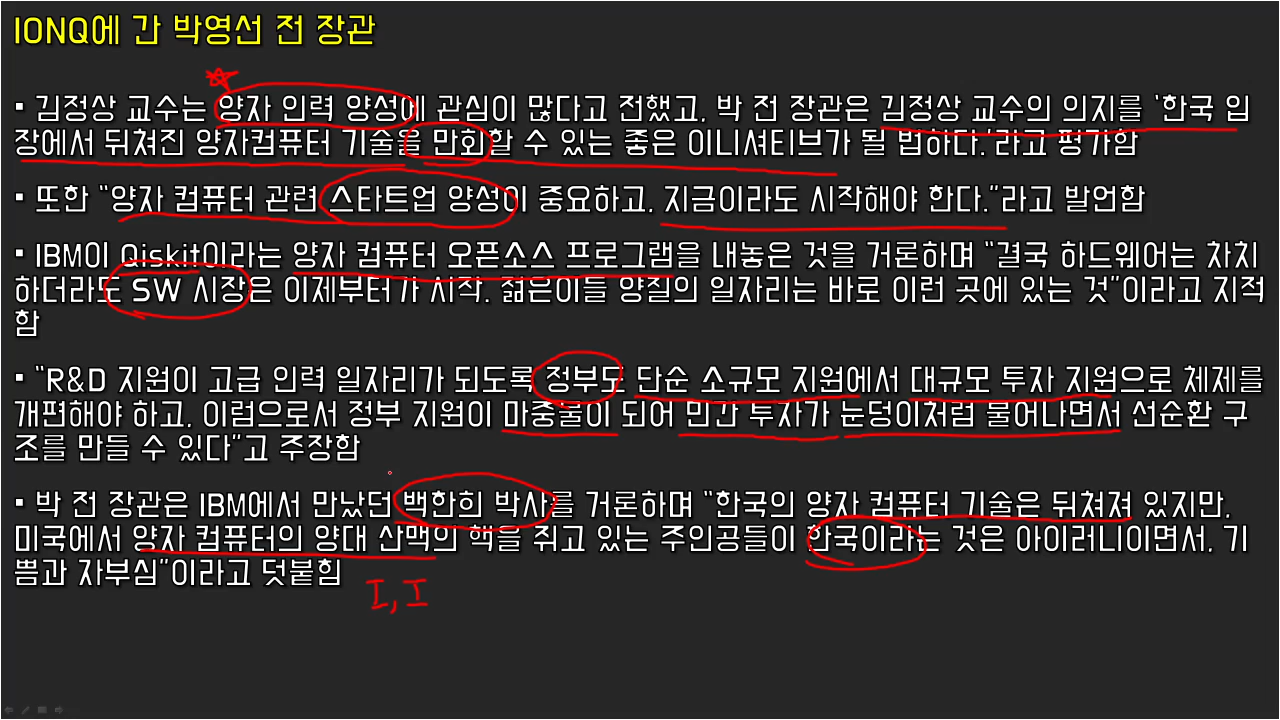 IONQ에 간 박영선 전 장관
▪ 김정상 교수는 양자 인력 양성에 관심이 많다고 전했고, 박 전 장관은 김정상 교수의 의지를 '한국 입
장에서 뒤쳐진 양자컴퓨터 기술을 만회할 수 있는 좋은 이니셔티브가 될 법하다.'라고 평가함
▪ 또한 "양자 컴퓨터 관련 스타트업 양성이 중요하고, 지금이라도 시작해야 한다."라고 발언함
▪ IBM이 Qiskit이라는 양자 컴퓨터 오픈소스 프로그램을 내놓은 것을 거론하며 "결국 하드웨어는 차치
하더라도 SW 시장은 이제부터가 시작. 젊은이들 양질의 일자리는 바로 이런 곳에 있는 것"이라고 지적
함
▪ "R&D 지원이 고급 인력 일자리가 되도록 정부도 단순 소규모 지원에서 대규모 투자 지원으로 체제를
개편해야 하고, 이럼으로서 정부 지원이 마중물이 되어 민간 투자가 눈덩이처럼 불어나면서 선순환 구
조를 만들 수 있다"고 주장함
▪ 박 전 장관은 IBM에서 만났던 백한희 박사를 거론하며 "한국의 양자 컴퓨터 기술은 뒤쳐져 있지만,
미국에서 양자 컴퓨터의 양대 산맥의 핵을 쥐고 있는 주인공들이 한국이라는 것은 아이러니이면서, 기
쁨과 자부심"이라고 덧붙힘
I, I